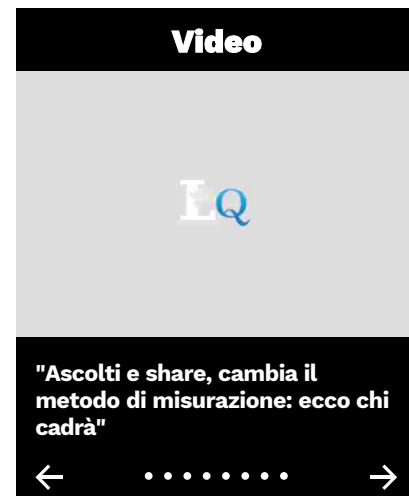 Video
LQ
"Ascolti e share, cambia il
metodo di misurazione: ecco chi
cadrà"